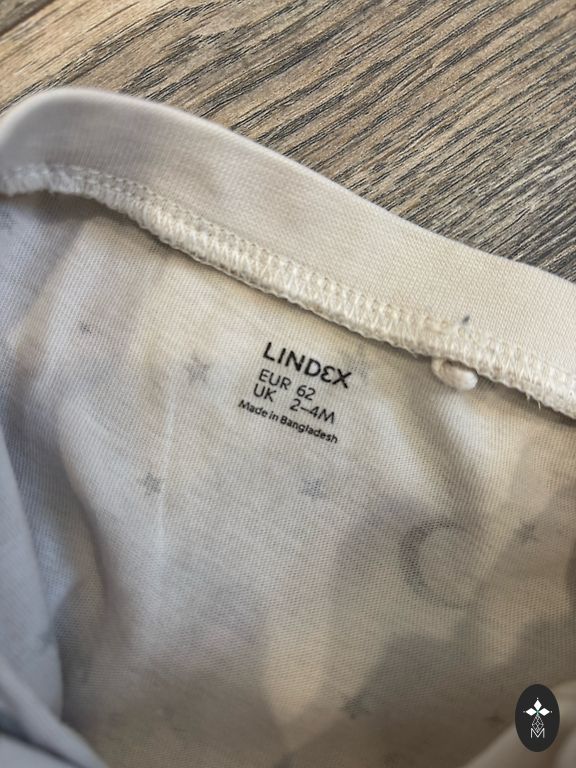 LINDEX
EUR 62
UK 2-4M
Made in Bangladesh
M